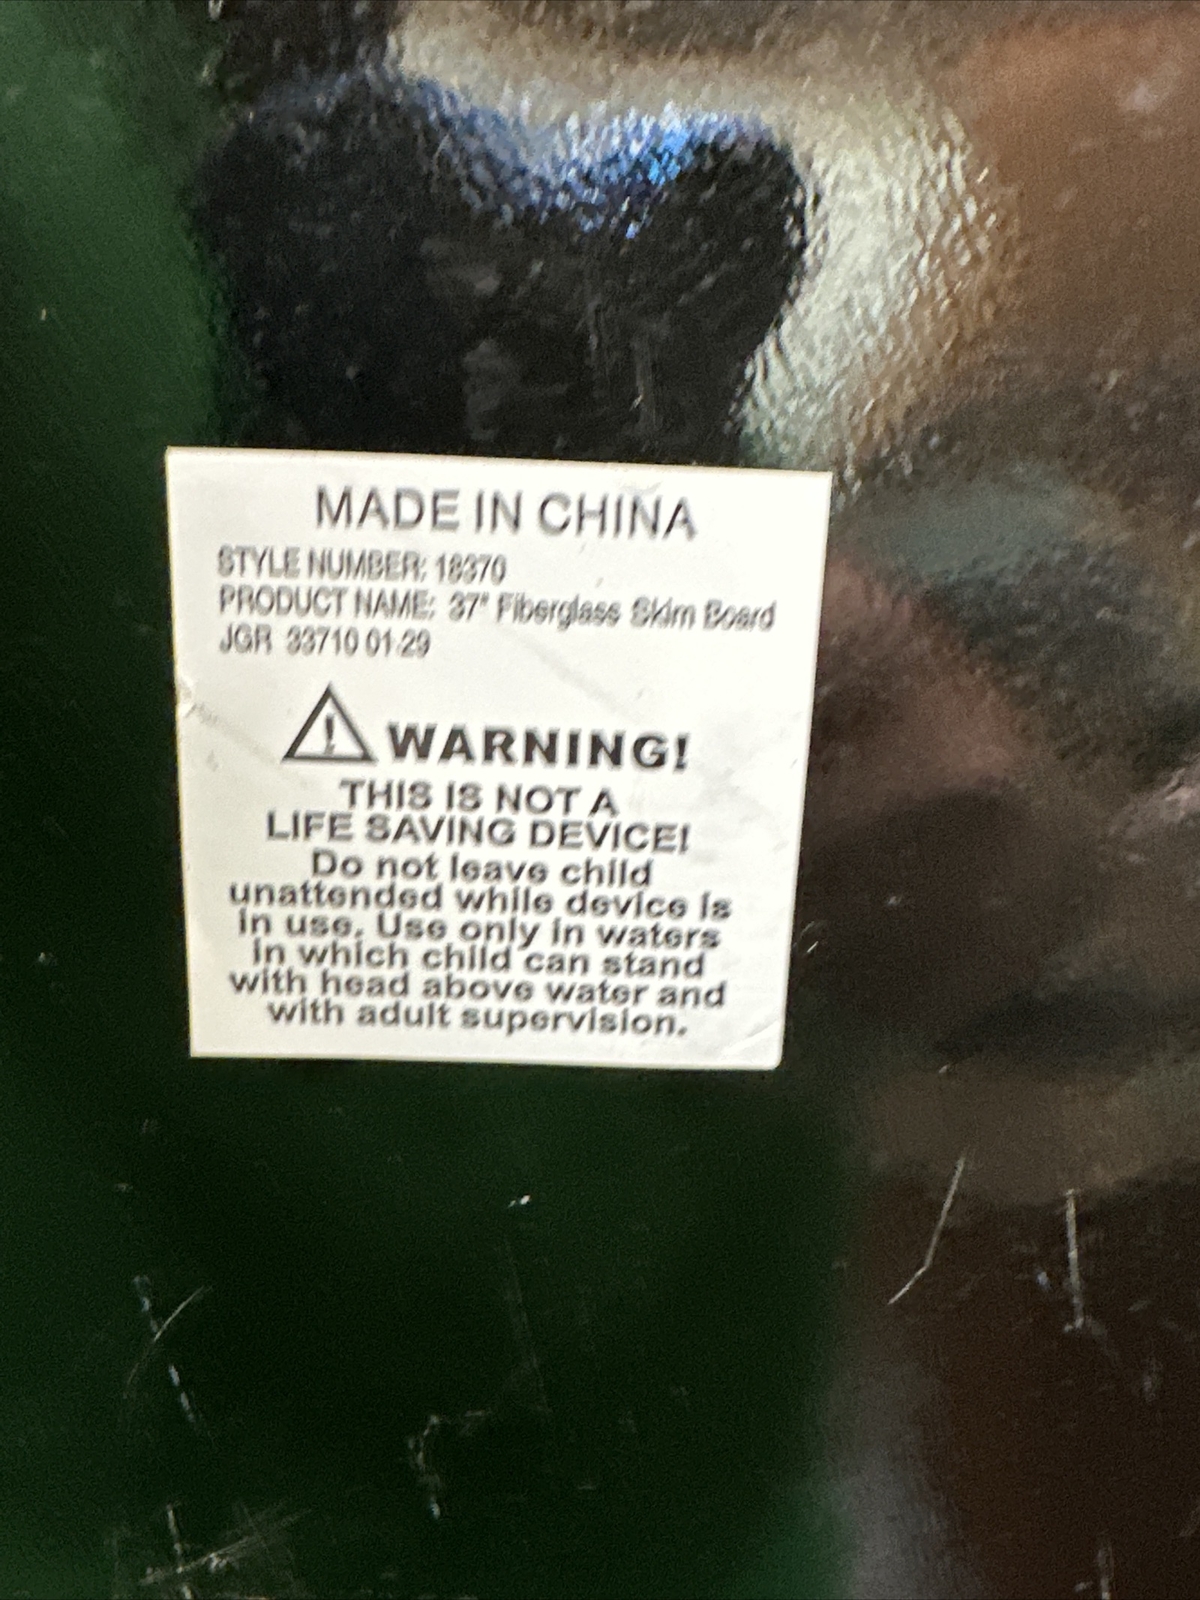 MADE IN CHINA
STYLE NUMBER: 18370
PRODUCT NAME: 37" Fiberglass Skim Board
JGR 33710 01-29
WARNING!
THIS IS NOT A
LIFE SAVING DEVICE!
Do not leave child
unattended while device is
in use. Use only in waters
in which child can stand
with head above water and
with adult supervision.